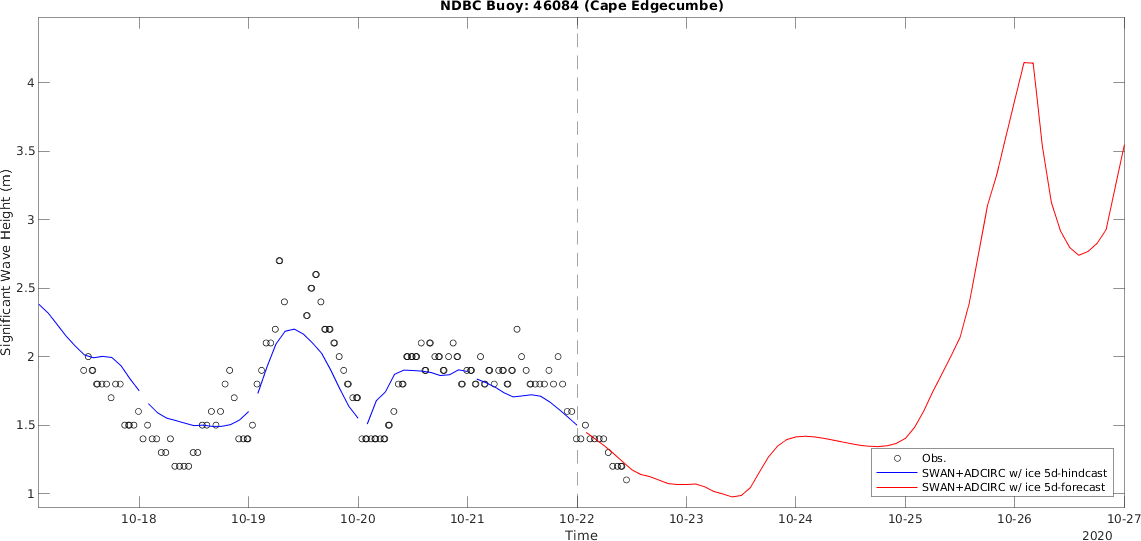 NDBC Buoy: 46084 (Cape Edgecumbe)
Significant Wave Height (m)
4
3.5
3
2.5
2
1.5
1
Obs.
SWAN+ADCIRC w/ ice 5d-hindcast
SWAN+ADCIRC w/ ice 5d-forecast
10-18 10-19 10-20 10-21 10-22 10-23 10-24 10-25 10-26 10-27
Time
2020